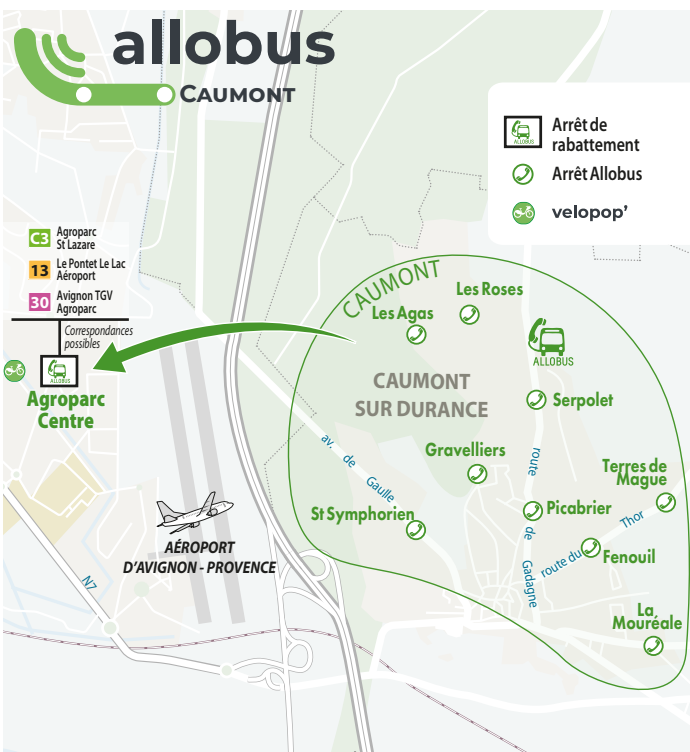 allobus
CAUMONT
Arrêt de
rabattement
ALLOBUS
Arrêt Allobus
velopop'
C3 Agroparc
St Lazare
13 Le Pontet Le Lac
Aéroport
30 Avignon TGV
Agroparc
Correspondances
possibles
ALLOBUS
Agroparc
Centre
CAUMONT
Les Roses
Les Agas
ALLOBUS
CAUMONT
SUR DURANCE
Serpolet
av. de Gaulle
Gravelliers
route de Gadagne
Terres de
Mague
St Symphorien
Picabrier
route du Thor
Fenouil
AÉROPORT
D'AVIGNON - PROVENCE
N7
La
Mouréale